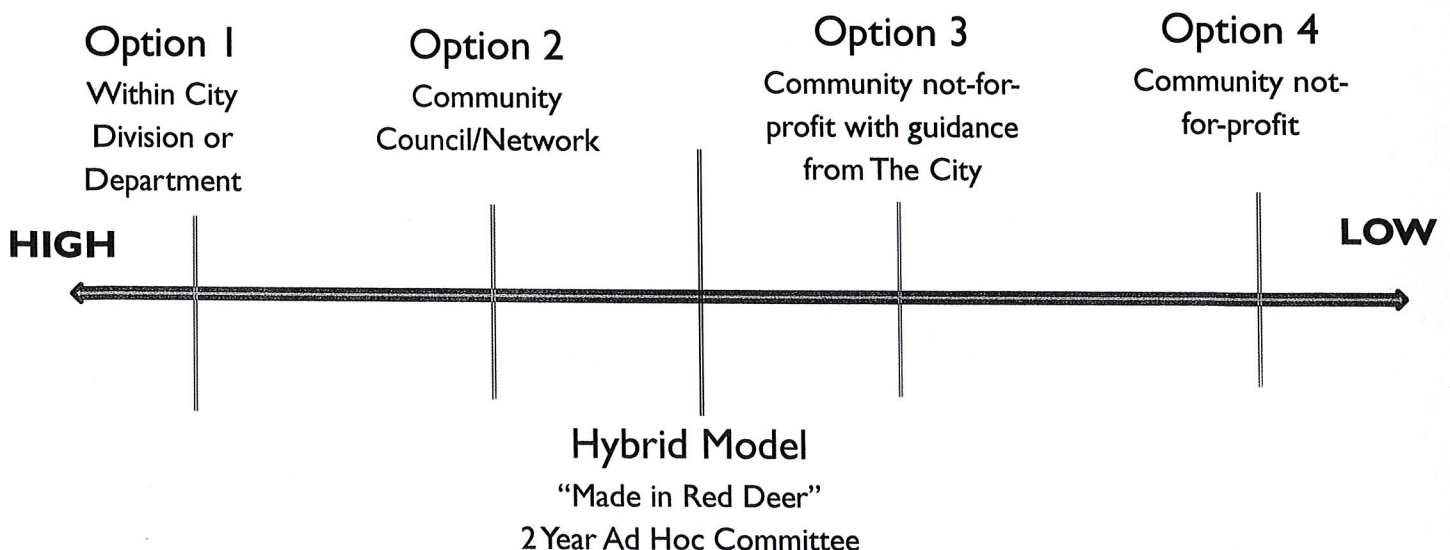 Option 1
Within City
Division or
Department
Option 2
Community
Council/Network
Option 3
Community not-for-
profit with guidance
from The City
Option 4
Community not-
for-profit
HIGH
LOW
Hybrid Model
“Made in Red Deer”
2 Year Ad Hoc Committee